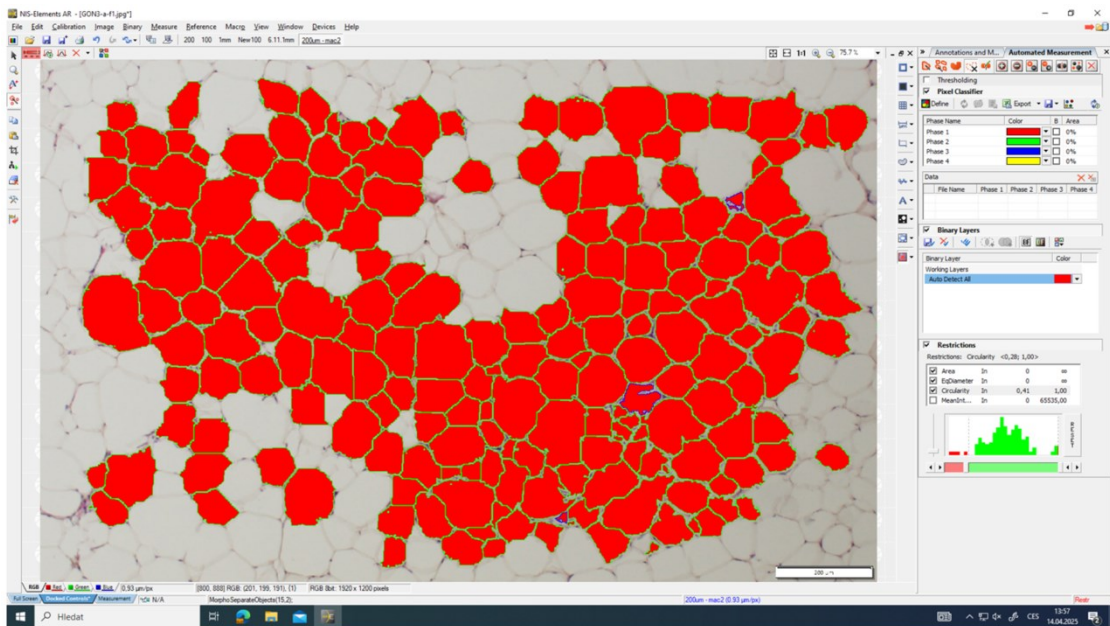 NIS-Elements AR - [GON3-a-f1.jpg*]
File Edit Calibration Image Binary Measure Reference Macro View Window Devices Help
200 100 1mm New100 6.11.1mm 200um - mac2
1:1 75.7%
Annotations and M... Automated Measurement
Thresholding
Pixel Classifier
Define Export
Phase Name Color B Area
Phase 1 0%
Phase 2 0%
Phase 3 0%
Phase 4 0%
Data
File Name Phase 1 Phase 2 Phase 3 Phase 4
Binary Layers
Binary Layer Color
Working Layers
Auto Detect All
Restrictions
Restrictions: Circularity <0,28; 1,00>
Area In 0 ∞
EqDiameter In 0 ∞
Circularity In 0,41 1,00
MeanInt... In 0 65535,00
RESET
200 µm
RGB Red Green Blue 0,93 µm/px [800, 888] RGB: (201, 199, 191), (1) RGB 8bit: 1920 x 1200 pixels
Full Screen Docked Controls* Measurement N/A MorphoSeparateObjects(15,2); 200um - mac2 (0.93 µm/px) Restr
Hledat
CES 13:57
14.04.2025